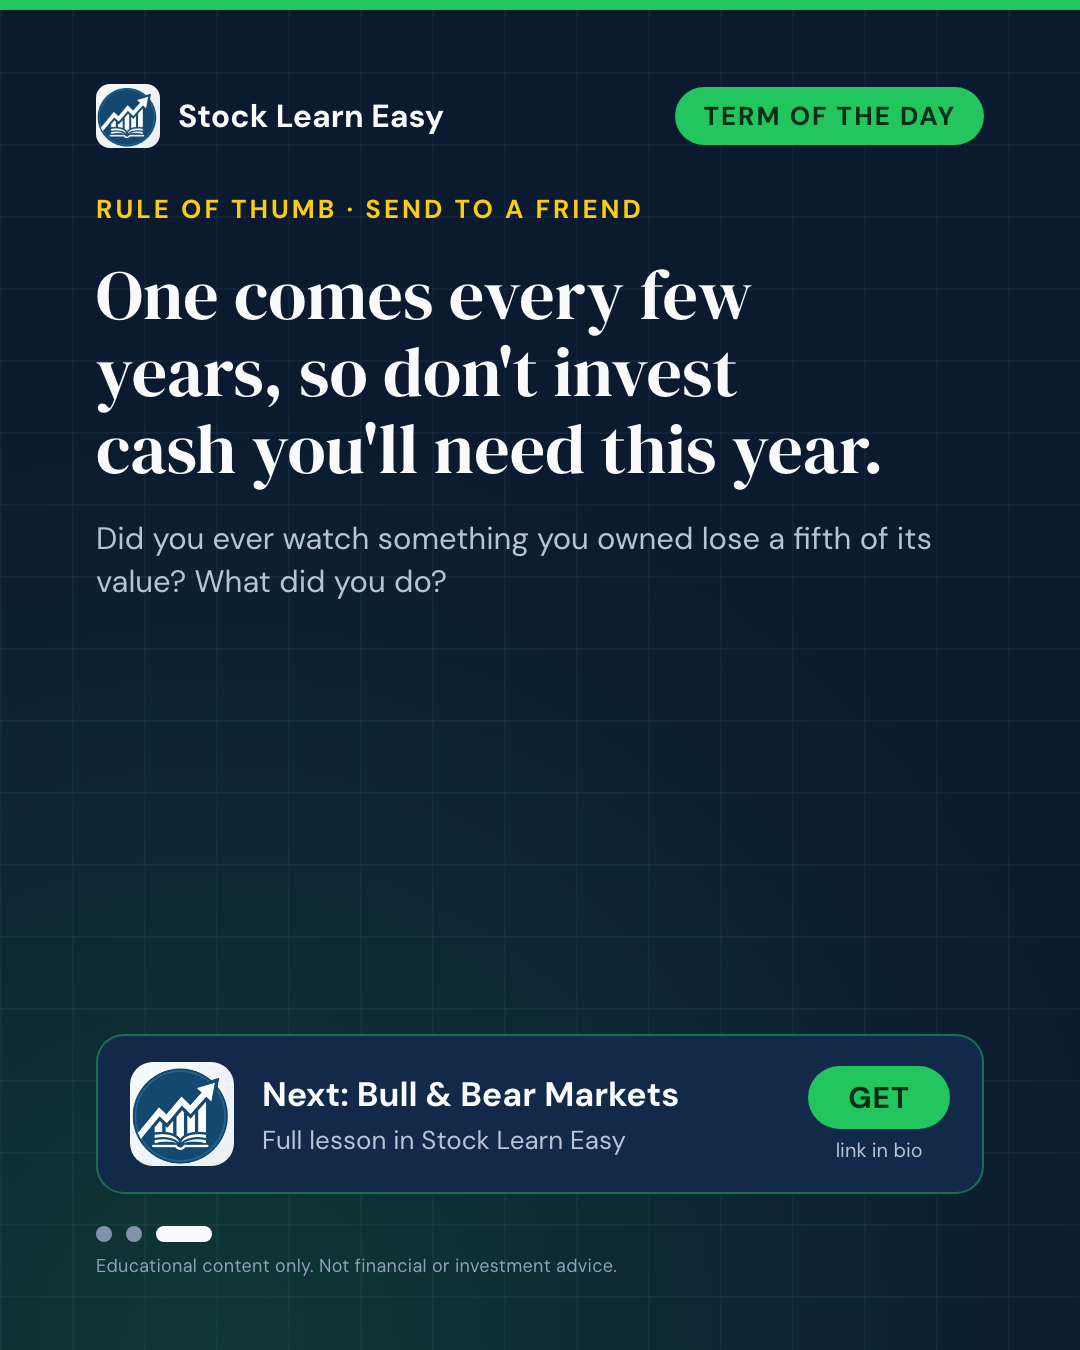 Stock Learn Easy
TERM OF THE DAY
RULE OF THUMB · SEND TO A FRIEND
One comes every few
years, so don't invest
cash you'll need this year.
Did you ever watch something you owned lose a fifth of its
value? What did you do?
Next: Bull & Bear Markets
Full lesson in Stock Learn Easy
GET
link in bio
Educational content only. Not financial or investment advice.